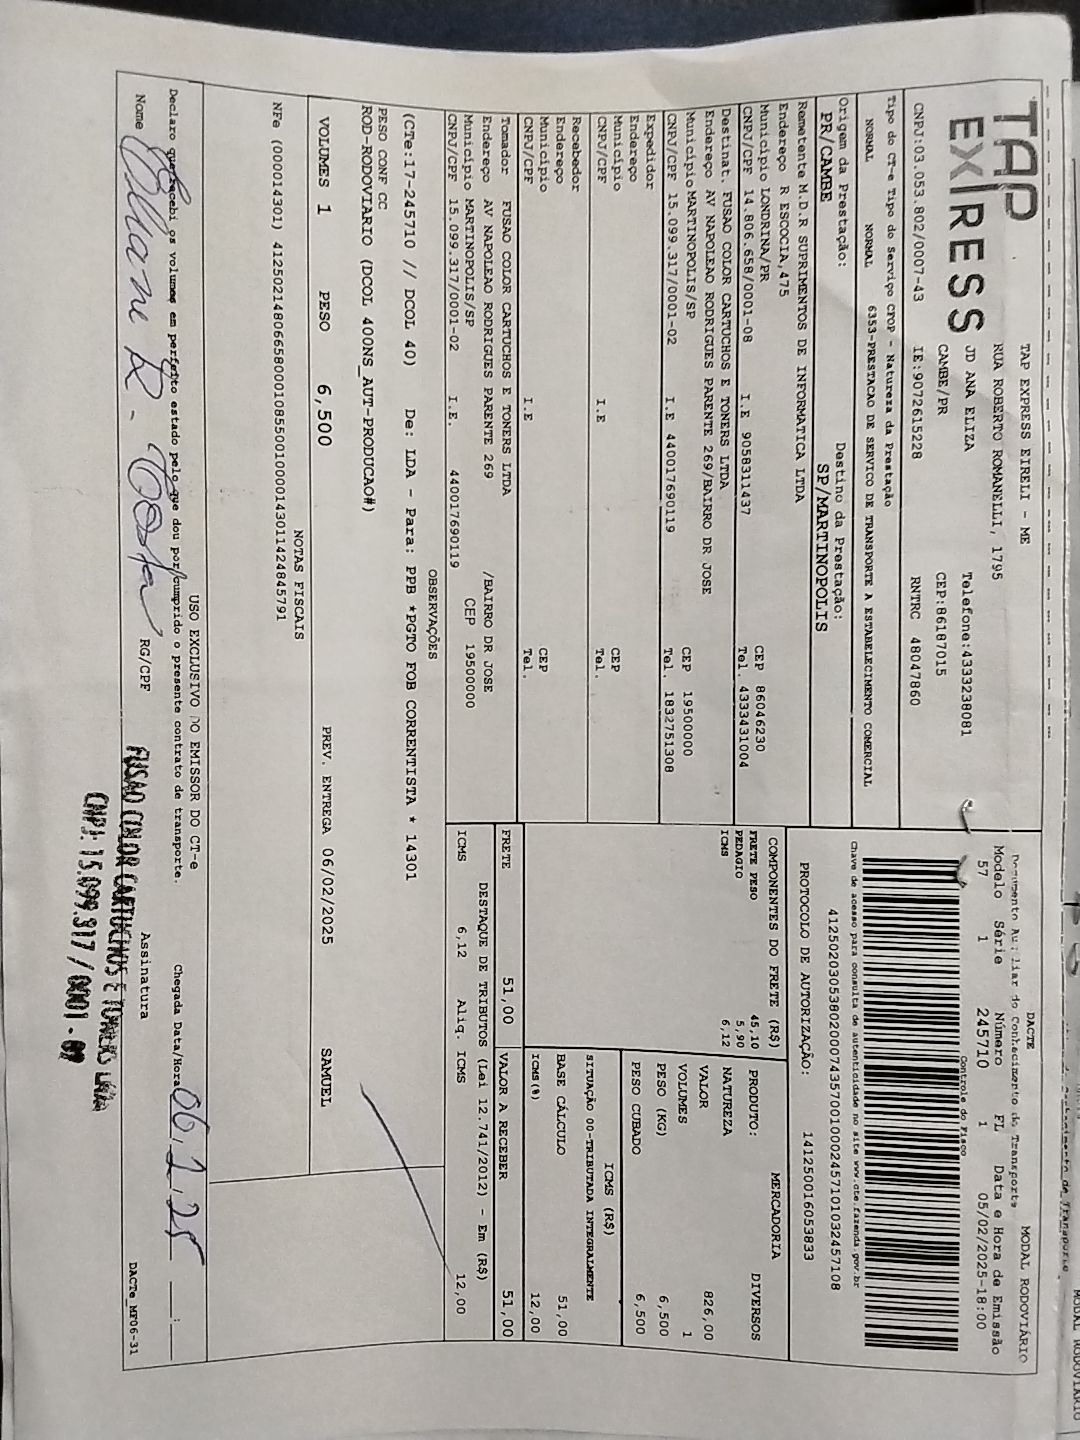 TAP EXPRESS
TAP EXPRESS EIRELI - ME
RUA ROBERTO ROMANELLI, 1795
JD ANA ELIZA Telefone:4333238081
CAMBE/PR CEP:86187015
CNPJ:03.053.802/0007-43 IE:9072615228 RNTRC 48047860
Tipo do CT-e Tipo do Serviço CFOP - Natureza da Prestação
NORMAL NORMAL 6353-PRESTACAO DE SERVICO DE TRANSPORTE A ESTABELECIMENTO COMERCIAL
Origem da Prestação: Destino da Prestação:
PR/CAMBE SP/MARTINOPOLIS
Remetente M.D.R SUPRIMENTOS DE INFORMATICA LTDA
Endereço R ESCOCIA,475
Município LONDRINA/PR CEP 86046230
CNPJ/CPF 14.806.658/0001-08 I.E 9058311437 Tel. 4333431004
Destinat. FUSAO COLOR CARTUCHOS E TONERS LTDA
Endereço AV NAPOLEAO RODRIGUES PARENTE 269/BAIRRO DR JOSE
Município MARTINOPOLIS/SP CEP 19500000
CNPJ/CPF 15.099.317/0001-02 I.E 440017690119 Tel. 1832751308
Expedidor
Endereço
Município CEP
CNPJ/CPF I.E Tel.
Recebedor
Endereço
Município CEP
CNPJ/CPF I.E Tel.
Tomador FUSAO COLOR CARTUCHOS E TONERS LTDA
Endereço AV NAPOLEAO RODRIGUES PARENTE 269 /BAIRRO DR JOSE
Município MARTINOPOLIS/SP CEP 19500000
CNPJ/CPF 15.099.317/0001-02 I.E. 440017690119
DACTE MODAL RODOVIÁRIO
Documento Auxiliar do Conhecimento de Transporte
Modelo Série Número FL Data e Hora de Emissão
57 1 245710 1 05/02/2025-18:00
Controle do Fisco
Chave de acesso para consulta de autenticidade no site www.cte.fazenda.gov.br
41250203053802000743570010002457101032457108
PROTOCOLO DE AUTORIZAÇÃO: 141250016053833
COMPONENTES DO FRETE (R$)
FRETE PESO 45,10
PEDAGIO 5,90
ICMS 6,12
MERCADORIA
PRODUTO: DIVERSOS
NATUREZA
VALOR 826,00
VOLUMES 1
PESO (KG) 6,500
PESO CUBADO 6,500
ICMS (R$)
SITUAÇÃO 00-TRIBUTADA INTEGRALMENTE
BASE CÁLCULO 51,00
ICMS(%) 12,00
FRETE 51,00 VALOR A RECEBER 51,00
DESTAQUE DE TRIBUTOS (Lei 12.741/2012) - Em (R$)
ICMS 6,12 Aliq. ICMS 12,00
OBSERVAÇÕES
(CTe:17-245710 // DCOL 40) De: LDA - Para: PPB *PGTO FOB CORRENTISTA * 14301
PESO CONF CC
ROD-RODOVIARIO (DCOL 400NS_AUT-PRODUCAO#)
VOLUMES 1 PESO 6,500 PREV. ENTREGA 06/02/2025 SAMUEL
NOTAS FISCAIS
NFe (000014301) 41250214806658000108550010000143011424845791
USO EXCLUSIVO DO EMISSOR DO CT-e
Declaro que recebi os volumes em perfeito estado pelo que dou por cumprido o presente contrato de transporte. Chegada Data/Hora 06,2,25 :
Nome R. Costa RG/CPF Assinatura DACTe_MF06-31
FUSAO COLOR CARTUCHOS E TONERS LTDA
CNPJ: 15.099.317 / 0001 -